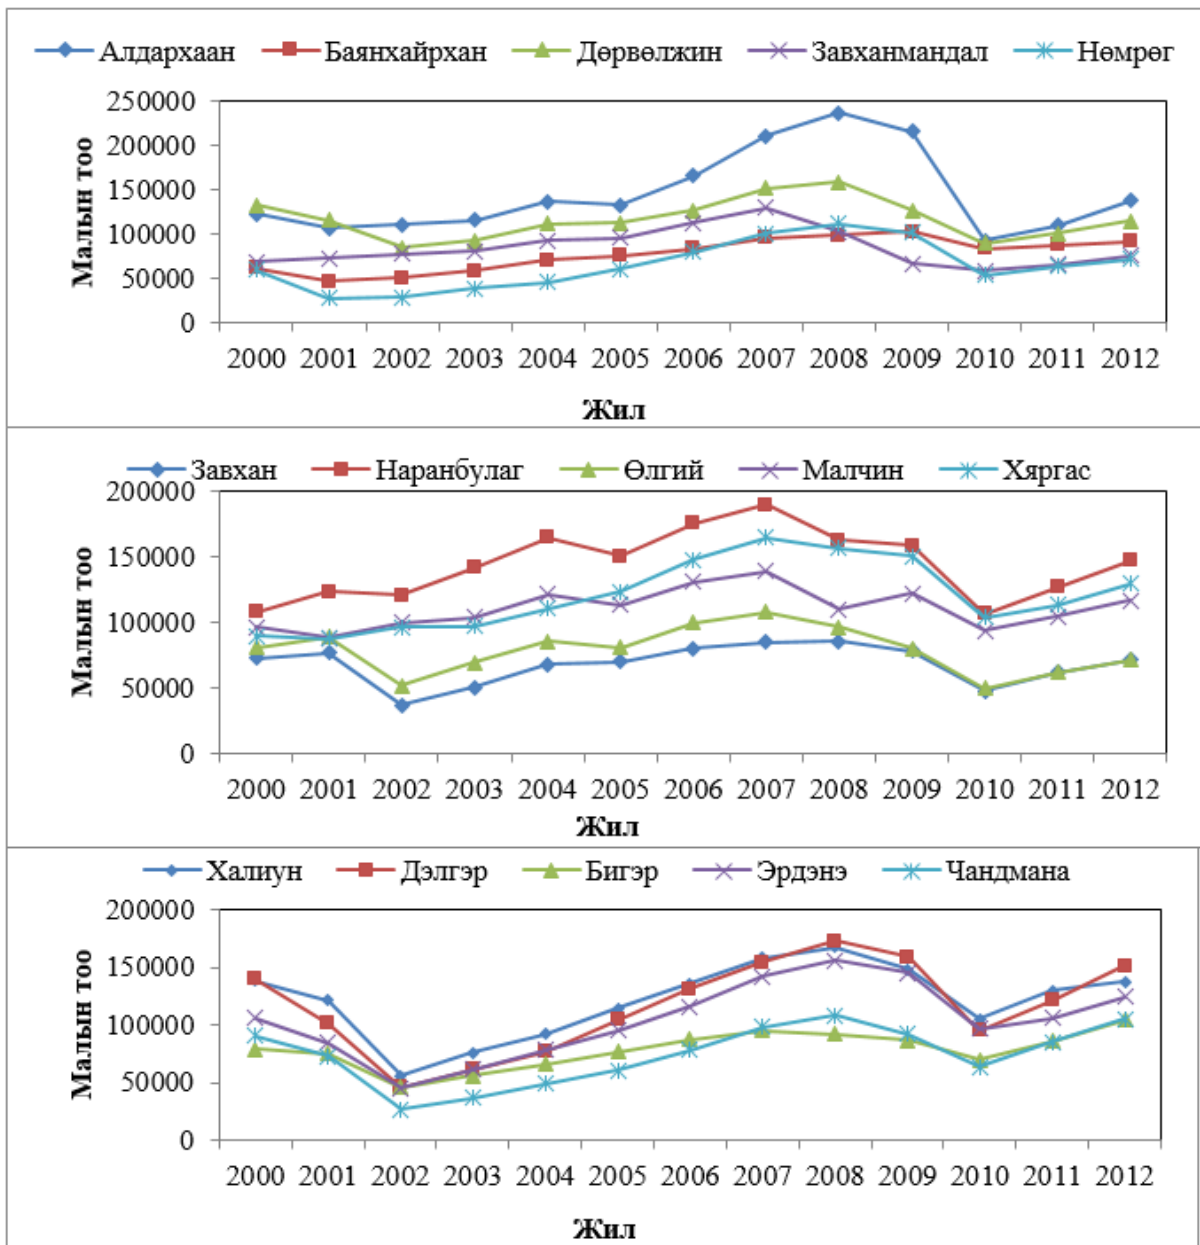 Алдархаан Баянхайрхан Дөрвөлжин Завханмандал Нөмрөг
250000
200000
150000
100000
50000
0
Малын тоо
2000 2001 2002 2003 2004 2005 2006 2007 2008 2009 2010 2011 2012
Жил
Завхан Наранбулаг Өлгий Малчин Хяргас
200000
150000
100000
50000
0
Малын тоо
2000 2001 2002 2003 2004 2005 2006 2007 2008 2009 2010 2011 2012
Жил
Халиун Дэлгэр Бигэр Эрдэнэ Чандмана
200000
150000
100000
50000
0
Малын тоо
2000 2001 2002 2003 2004 2005 2006 2007 2008 2009 2010 2011 2012
Жил